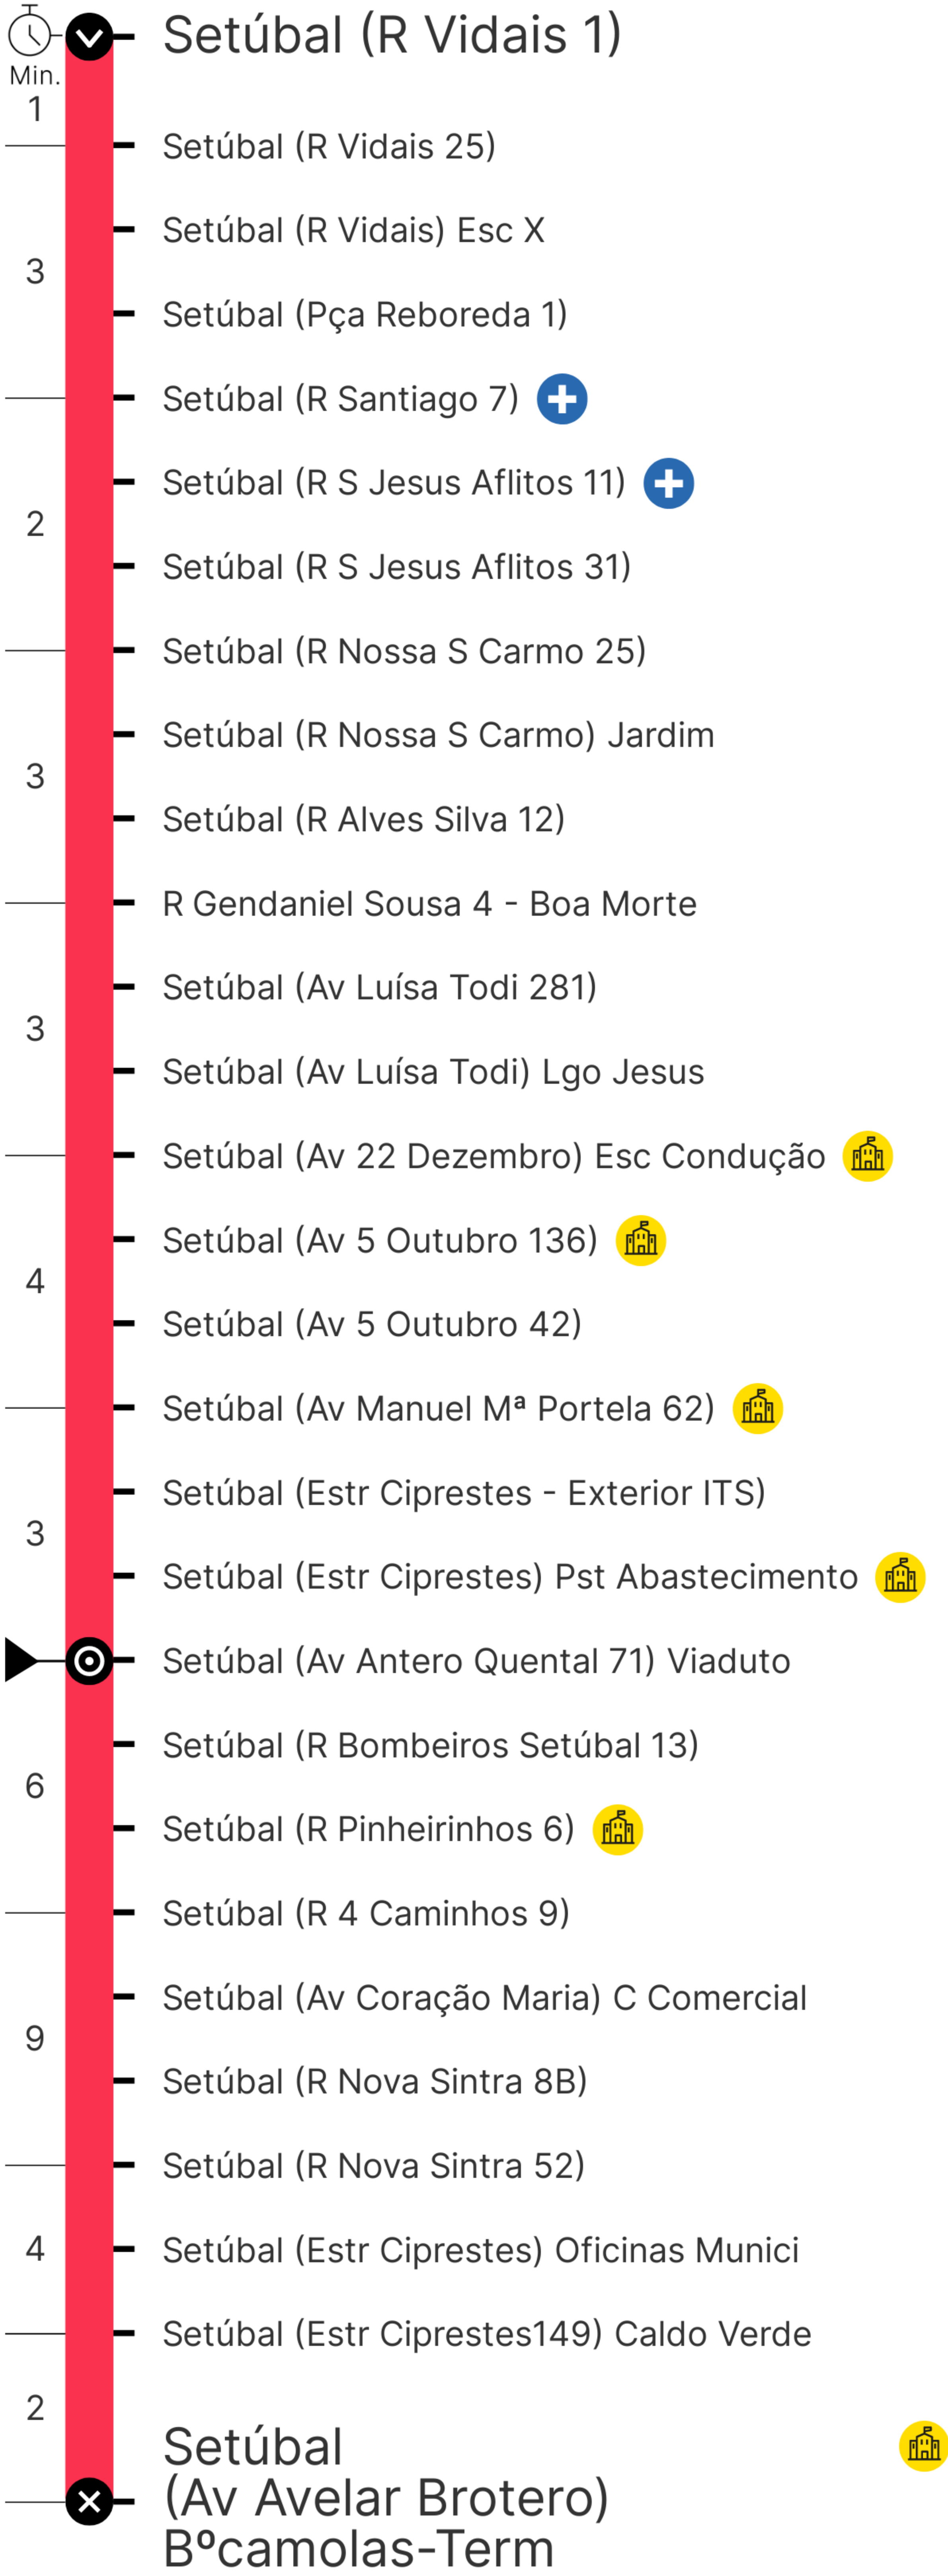 Setúbal (R Vidais 1)
Min.
1
Setúbal (R Vidais 25)
Setúbal (R Vidais) Esc X
3
Setúbal (Pça Reboreda 1)
Setúbal (R Santiago 7)
Setúbal (R S Jesus Aflitos 11)
2
Setúbal (R S Jesus Aflitos 31)
Setúbal (R Nossa S Carmo 25)
Setúbal (R Nossa S Carmo) Jardim
3
Setúbal (R Alves Silva 12)
R Gendaniel Sousa 4 - Boa Morte
Setúbal (Av Luísa Todi 281)
3
Setúbal (Av Luísa Todi) Lgo Jesus
Setúbal (Av 22 Dezembro) Esc Condução
Setúbal (Av 5 Outubro 136)
4
Setúbal (Av 5 Outubro 42)
Setúbal (Av Manuel Mª Portela 62)
Setúbal (Estr Ciprestes - Exterior ITS)
3
Setúbal (Estr Ciprestes) Pst Abastecimento
Setúbal (Av Antero Quental 71) Viaduto
Setúbal (R Bombeiros Setúbal 13)
6
Setúbal (R Pinheirinhos 6)
Setúbal (R 4 Caminhos 9)
Setúbal (Av Coração Maria) C Comercial
9
Setúbal (R Nova Sintra 8B)
Setúbal (R Nova Sintra 52)
4
Setúbal (Estr Ciprestes) Oficinas Munici
Setúbal (Estr Ciprestes149) Caldo Verde
2
Setúbal
(Av Avelar Brotero)
Bºcamolas-Term